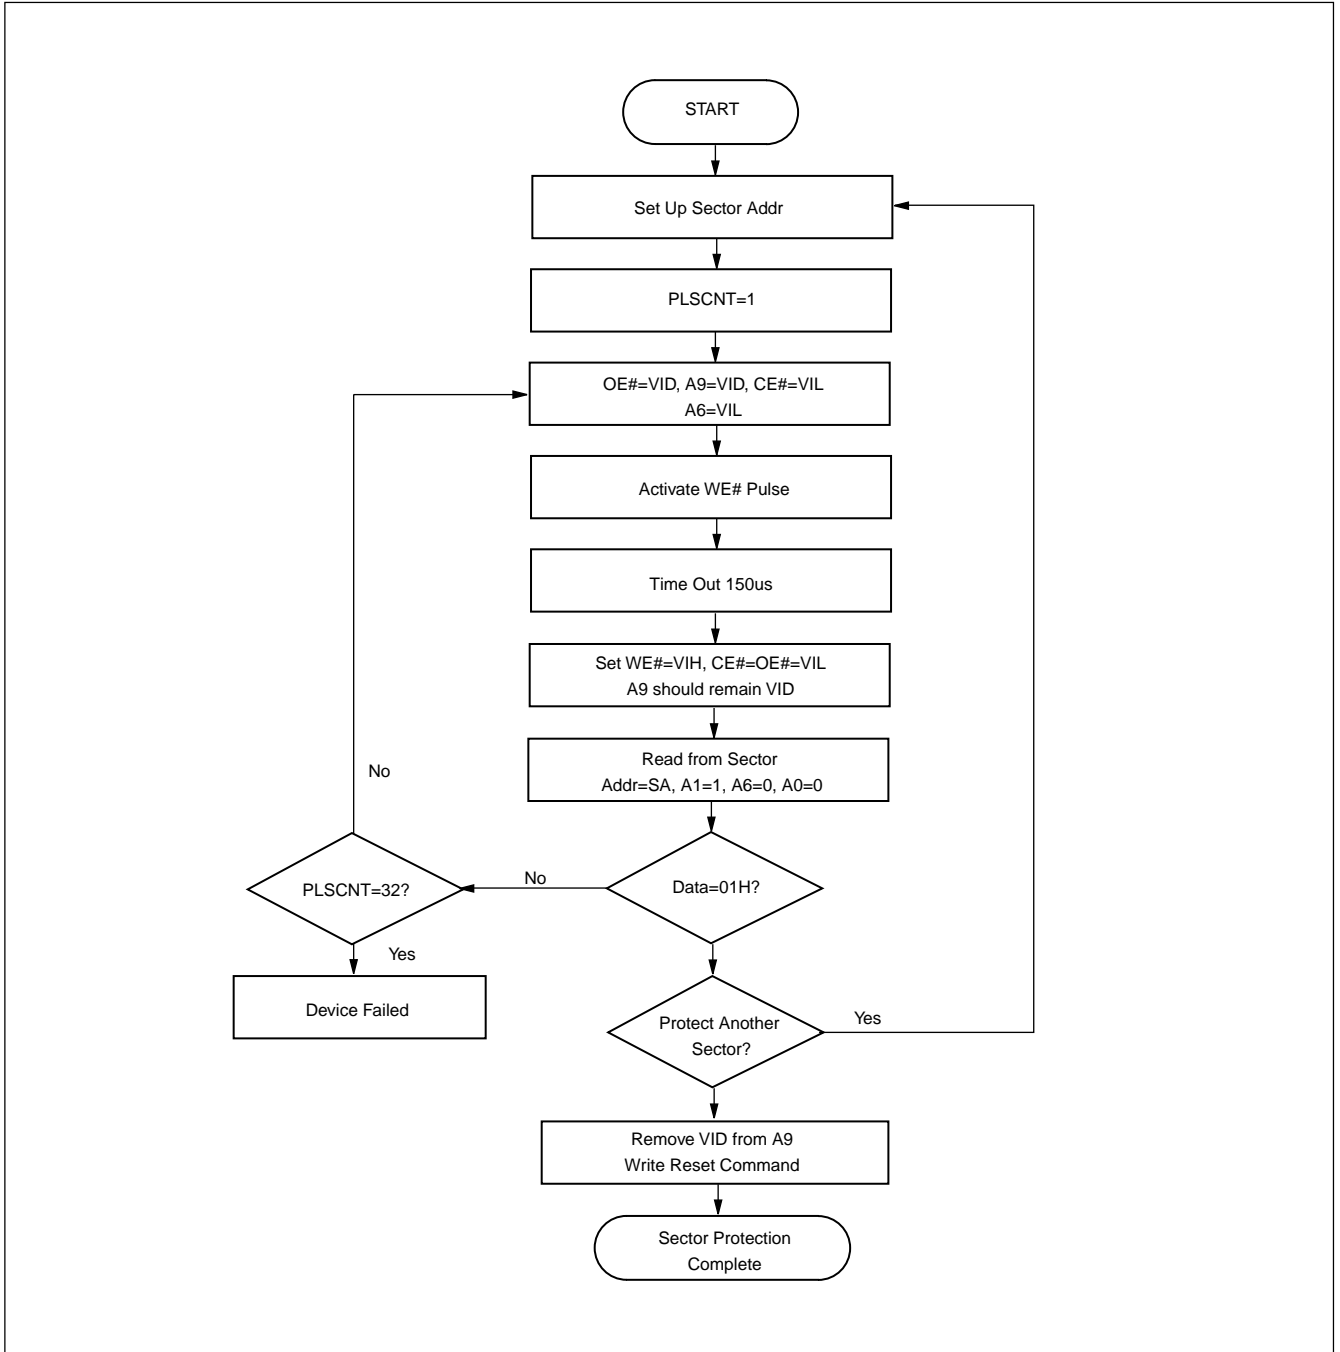 START
Set Up Sector Addr
PLSCNT=1
OE#=VID, A9=VID, CE#=VIL
A6=VIL
Activate WE# Pulse
Time Out 150us
Set WE#=VIH, CE#=OE#=VIL
A9 should remain VID
Read from Sector
Addr=SA, A1=1, A6=0, A0=0
No
PLSCNT=32?
No
Data=01H?
Yes
Device Failed
Protect Another
Sector?
Yes
Remove VID from A9
Write Reset Command
Sector Protection
Complete